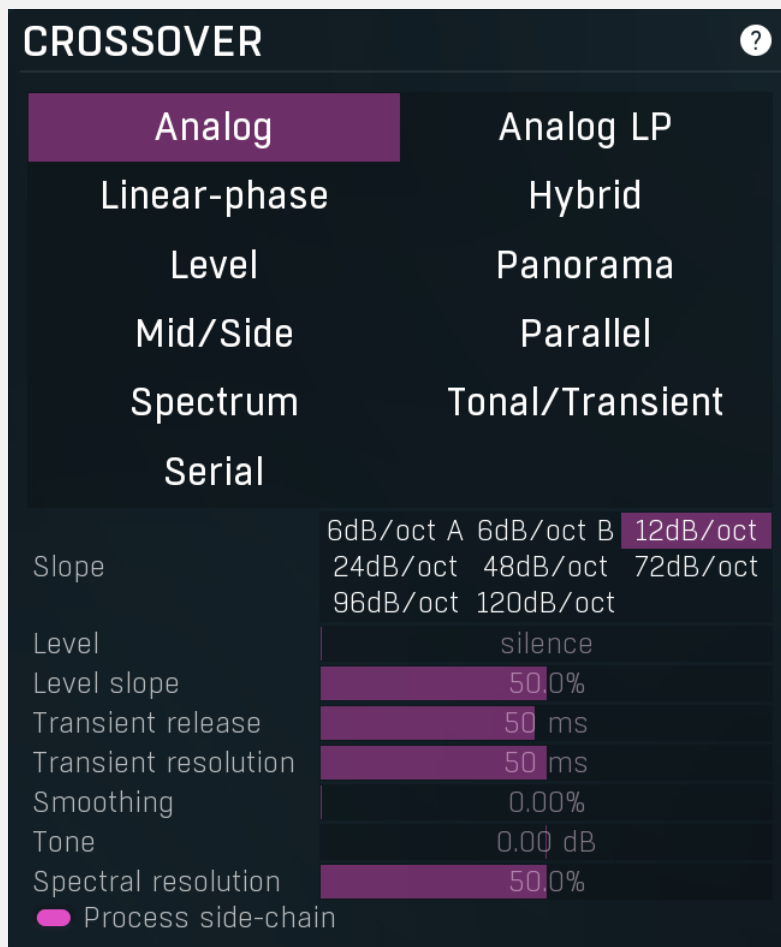 CROSSOVER ?
Analog Analog LP
Linear-phase Hybrid
Level Panorama
Mid/Side Parallel
Spectrum Tonal/Transient
Serial
6dB/oct A 6dB/oct B 12dB/oct
Slope 24dB/oct 48dB/oct 72dB/oct
96dB/oct 120dB/oct
Level silence
Level slope 50.0%
Transient release 50 ms
Transient resolution 50 ms
Smoothing 0.00%
Tone 0.00 dB
Spectral resolution 50.0%
Process side-chain